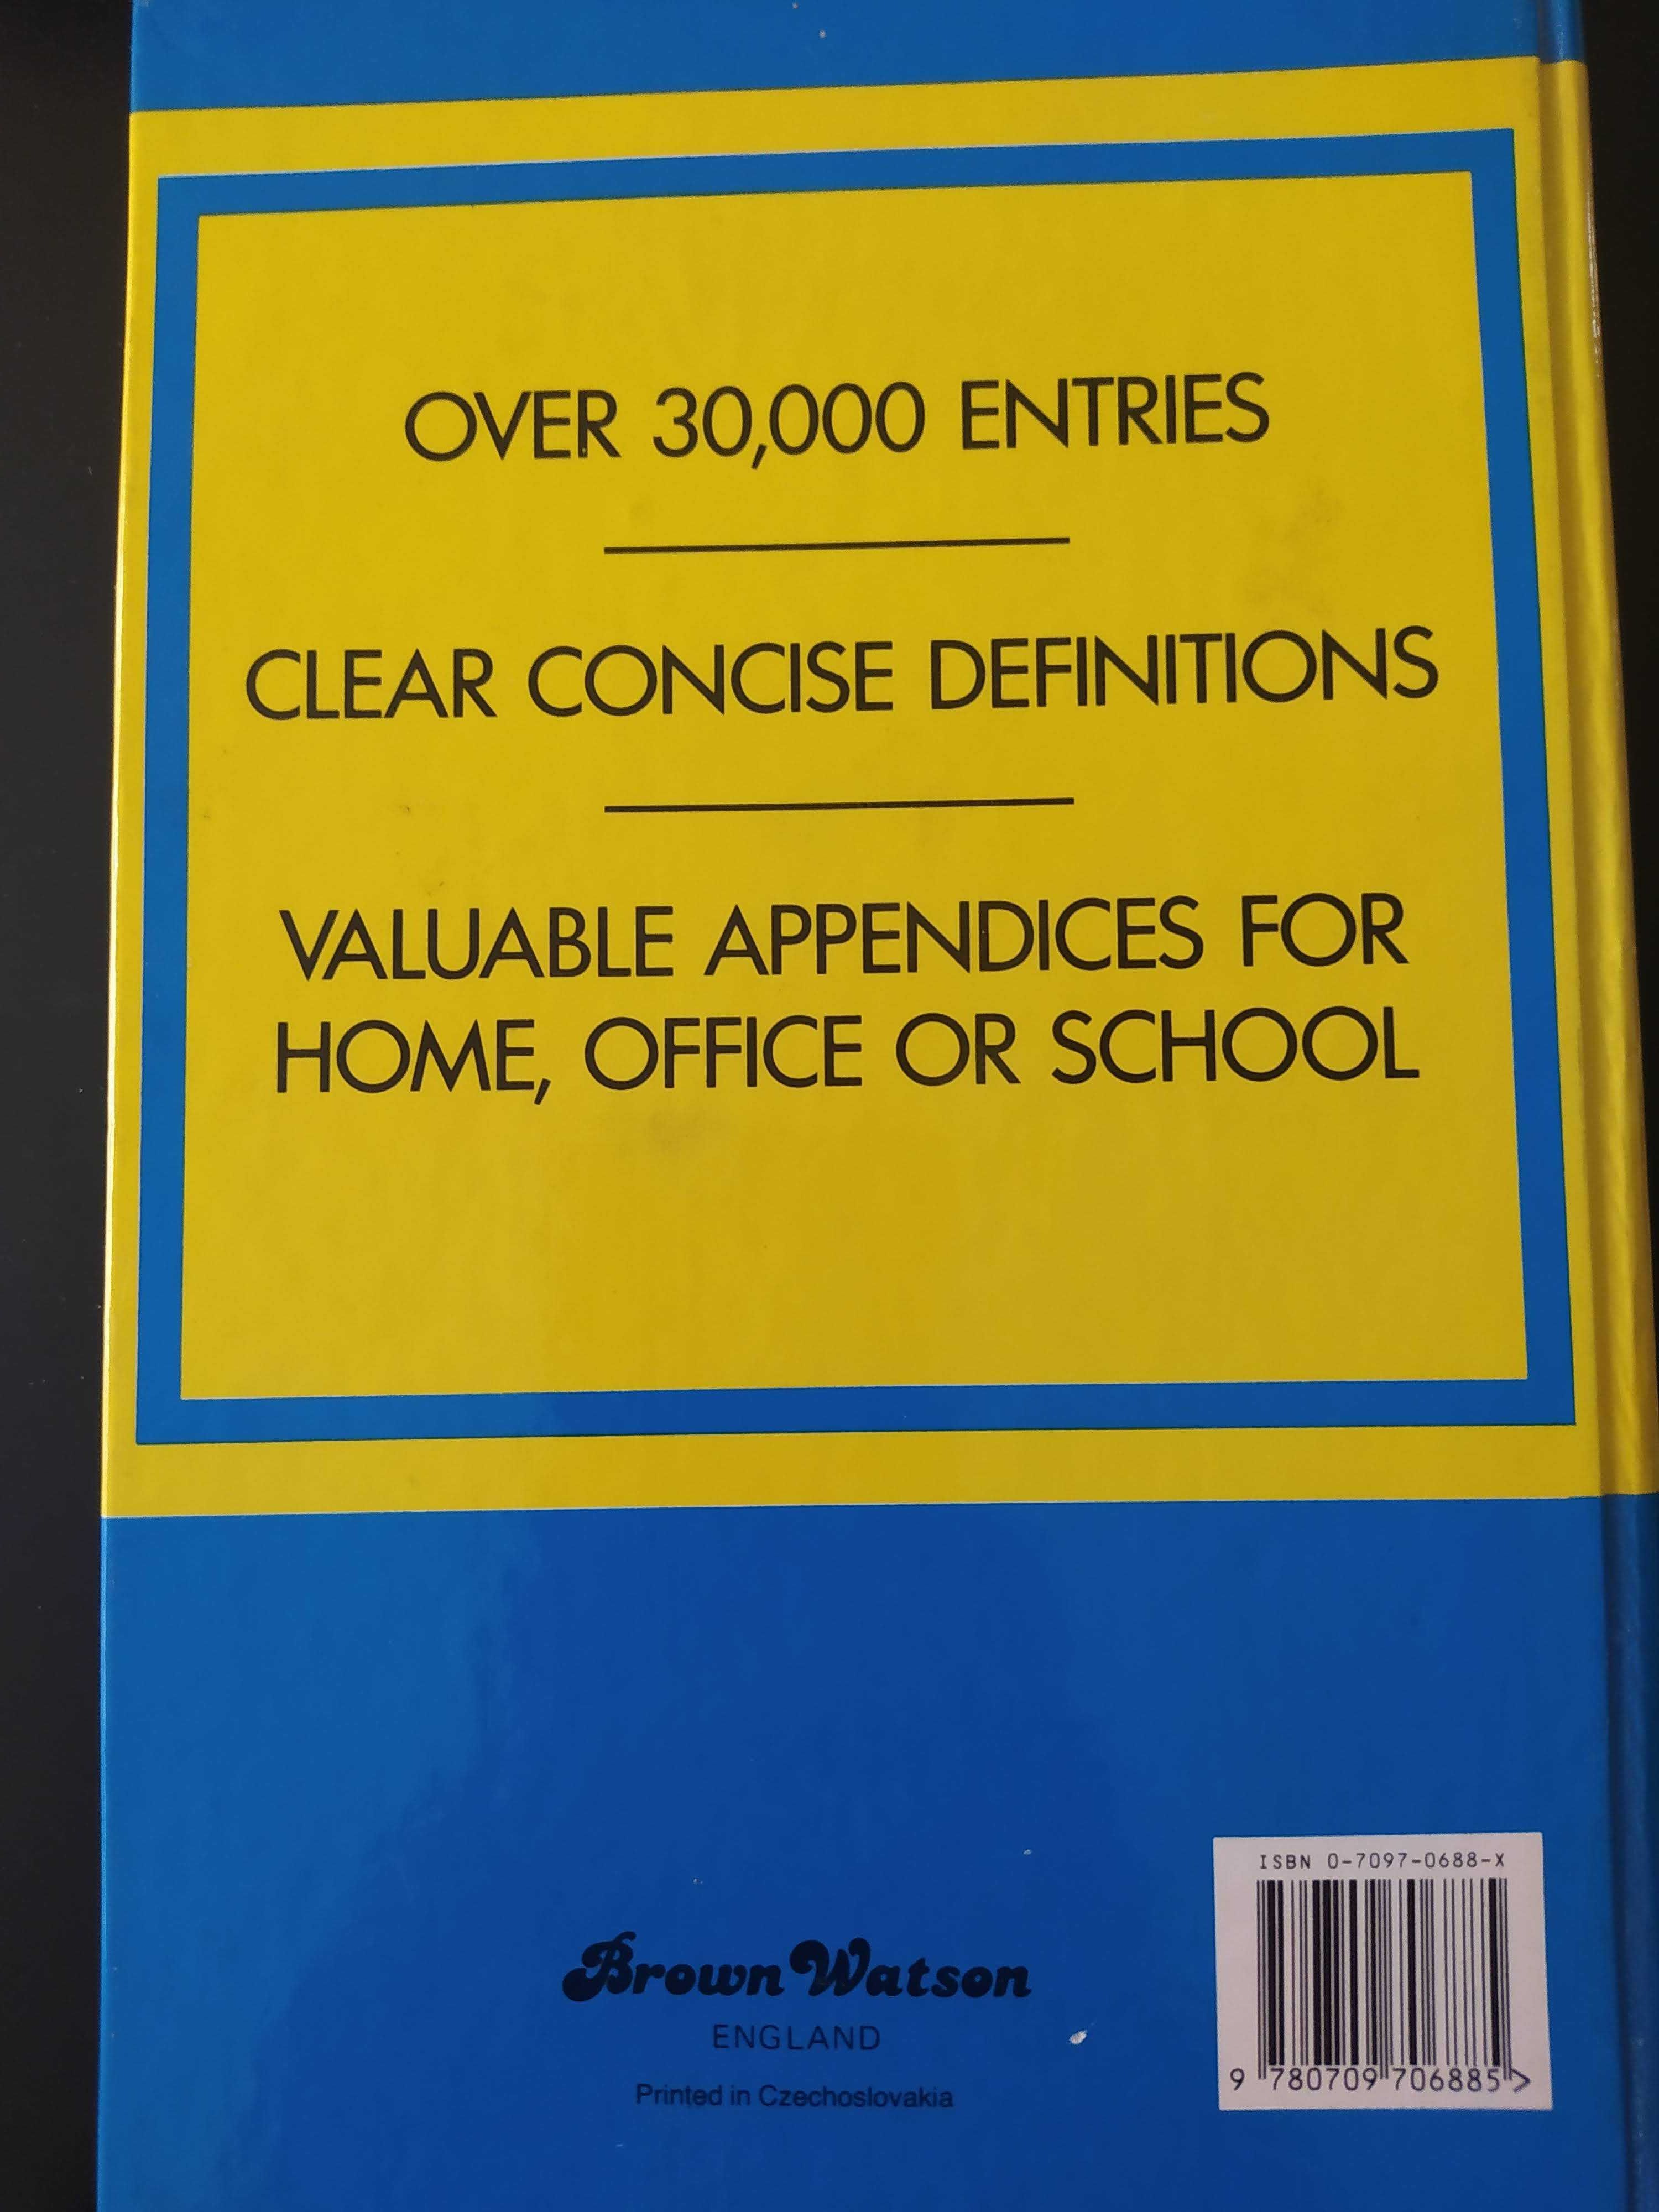 OVER 30,000 ENTRIES
CLEAR CONCISE DEFINITIONS
VALUABLE APPENDICES FOR
HOME, OFFICE OR SCHOOL
Brown Watson
ENGLAND
Printed in Czechoslovakia
ISBN 0-7097-0688-X
9 780709 706885 >